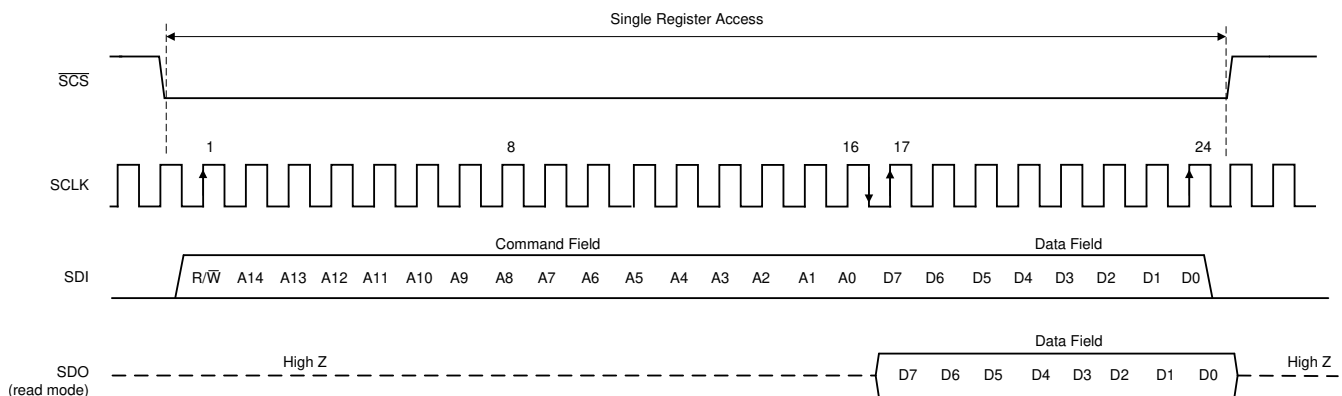 Single Register Access
SCS
1 8 16 17 24
SCLK
Command Field Data Field
SDI R/W A14 A13 A12 A11 A10 A9 A8 A7 A6 A5 A4 A3 A2 A1 A0 D7 D6 D5 D4 D3 D2 D1 D0
Data Field
High Z High Z
SDO D7 D6 D5 D4 D3 D2 D1 D0
(read mode)